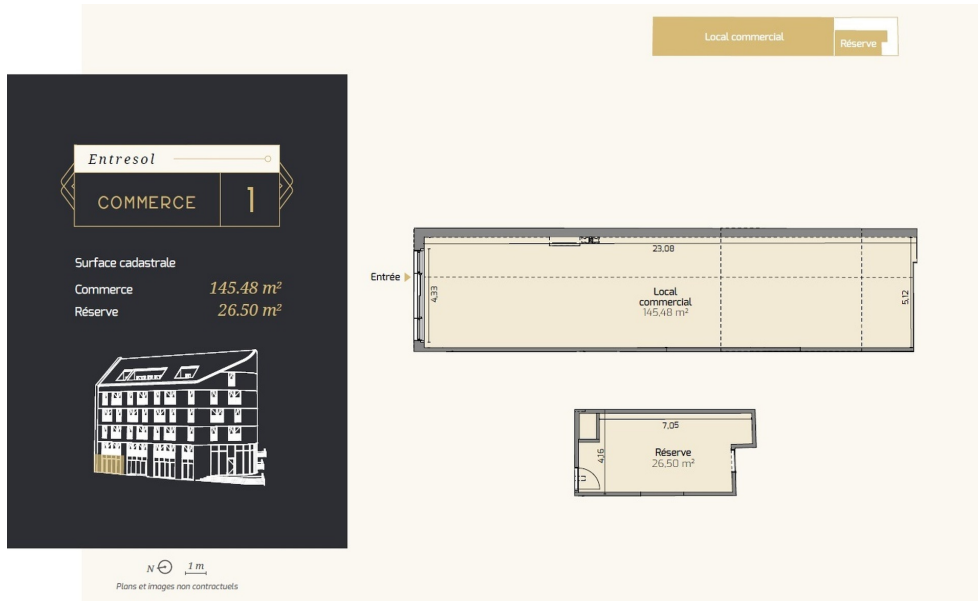 Local commercial
Réserve
Entresol
COMMERCE 1
Surface cadastrale
Commerce 145.48 m²
Réserve 26.50 m²
Entrée
23,08
4,33
Local
commercial
145,48 m²
5,12
7,05
4,16
Réserve
26,50 m²
N 1 m
Plans et images non contractuels